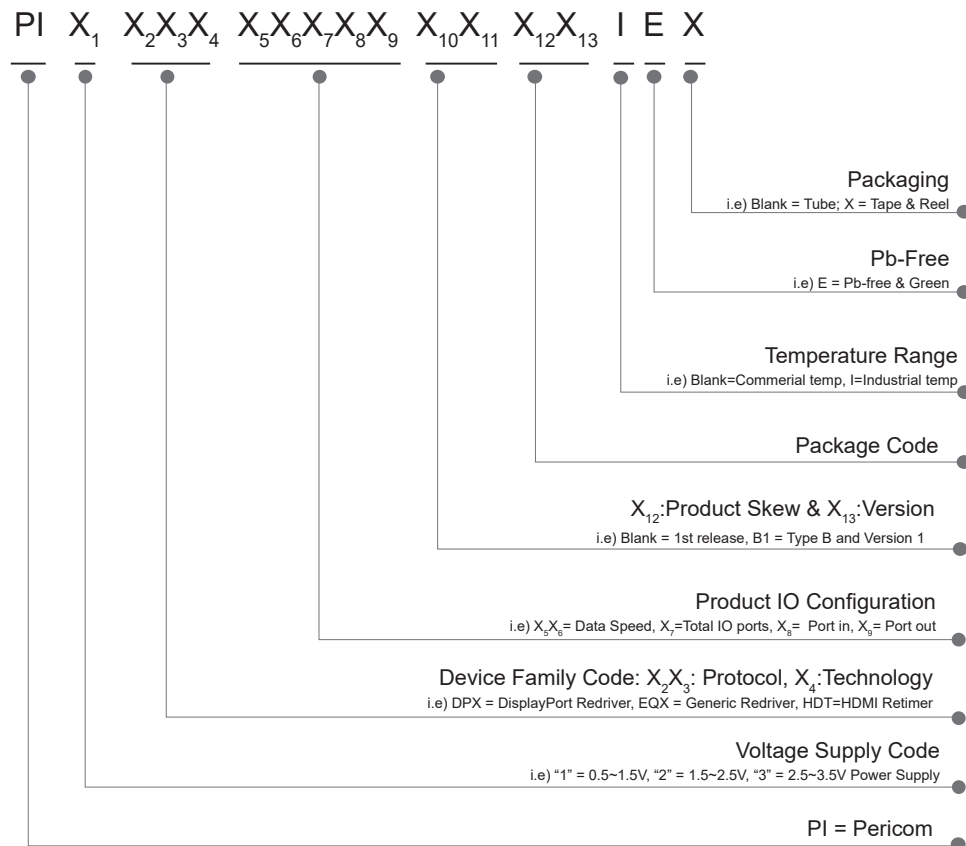 PI X₁ X₂X₃X₄ X₅X₆X₇X₈X₉ X₁₀X₁₁ X₁₂X₁₃ I E X
Packaging
i.e) Blank = Tube; X = Tape & Reel
Pb-Free
i.e) E = Pb-free & Green
Temperature Range
i.e) Blank=Commerial temp, I=Industrial temp
Package Code
X₁₂:Product Skew & X₁₃:Version
i.e) Blank = 1st release, B1 = Type B and Version 1
Product IO Configuration
i.e) X₅X₆= Data Speed, X₇=Total IO ports, X₈= Port in, X₉= Port out
Device Family Code: X₂X₃: Protocol, X₄:Technology
i.e) DPX = DisplayPort Redriver, EQX = Generic Redriver, HDT=HDMI Retimer
Voltage Supply Code
i.e) “1” = 0.5~1.5V, “2” = 1.5~2.5V, “3” = 2.5~3.5V Power Supply
PI = Pericom